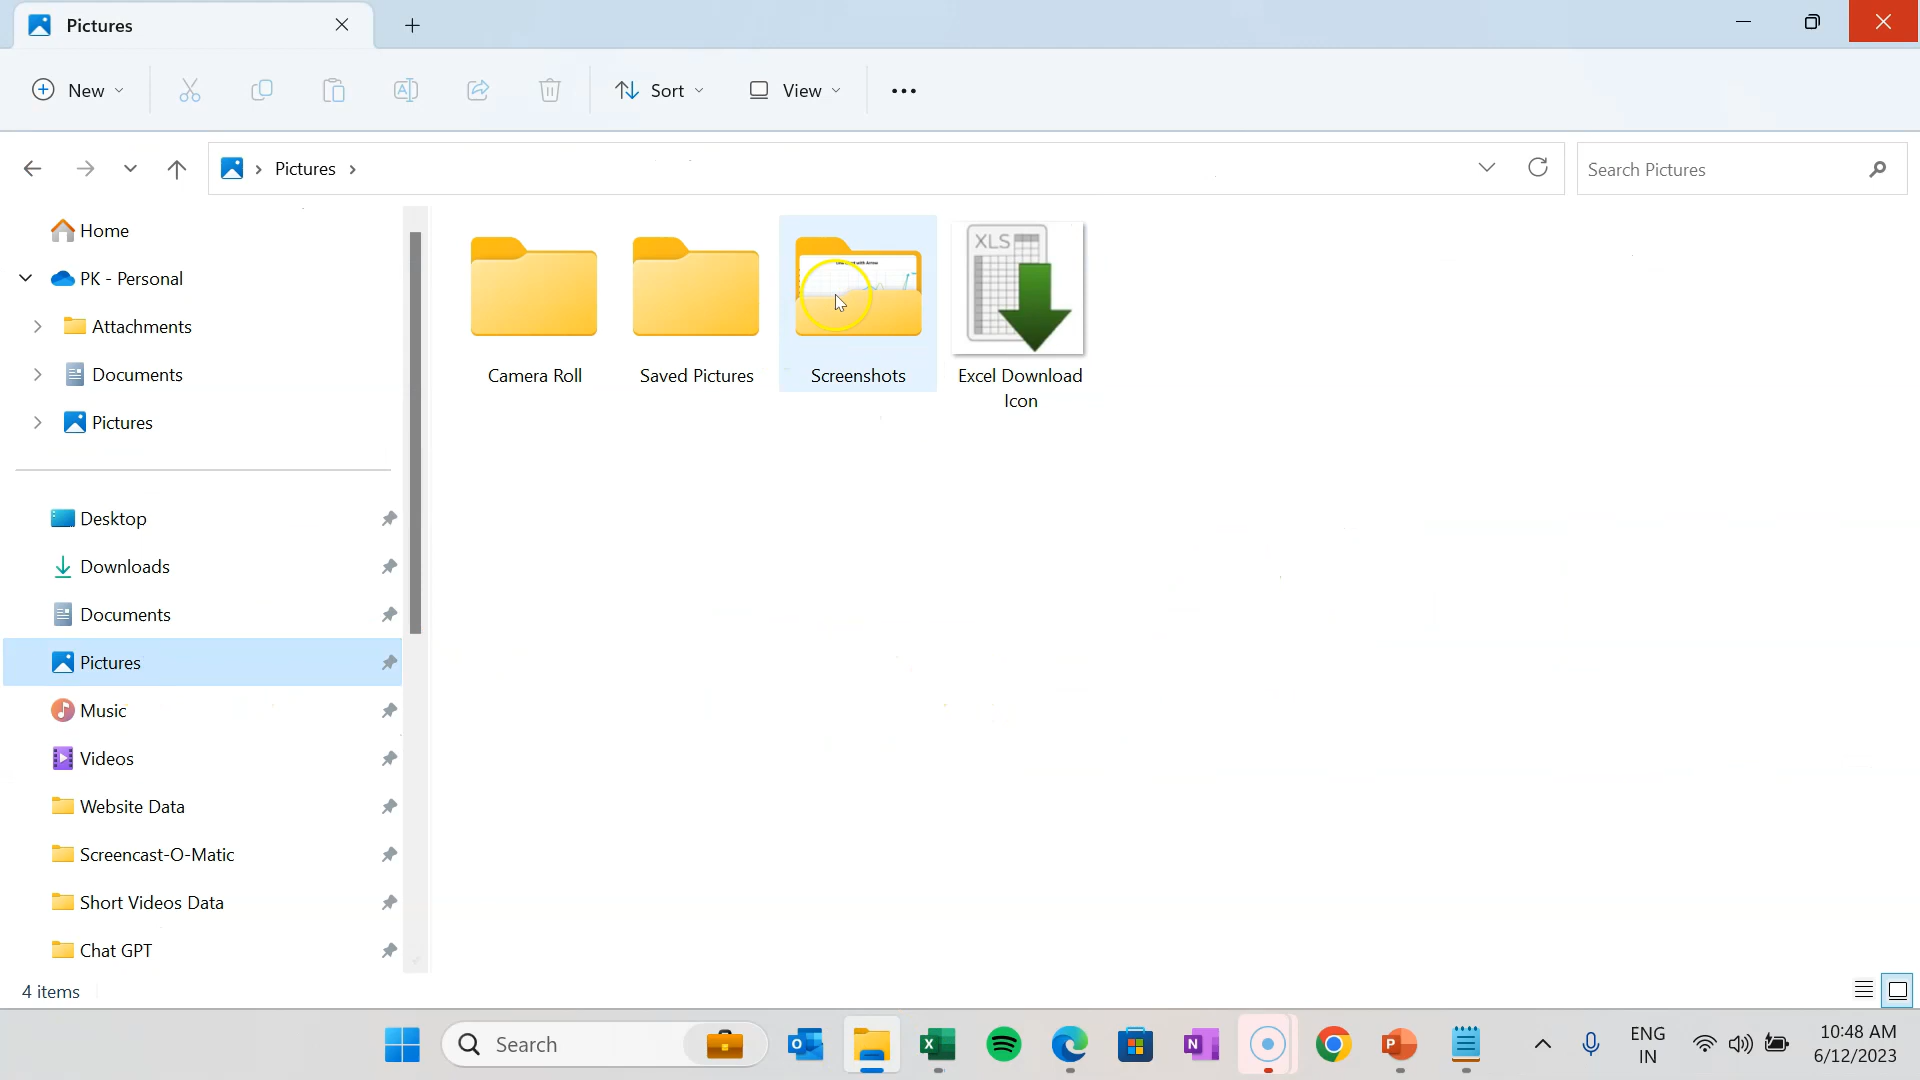 Pictures
New
Sort
View
Pictures
Search Pictures
Home
PK - Personal
Attachments
Documents
Pictures
Desktop
Downloads
Documents
Pictures
Music
Videos
Website Data
Screencast-O-Matic
Short Videos Data
Chat GPT
Camera Roll
Saved Pictures
Screenshots
XLS
Excel Download
Icon
4 items
Search
ENG
IN
10:48 AM
6/12/2023